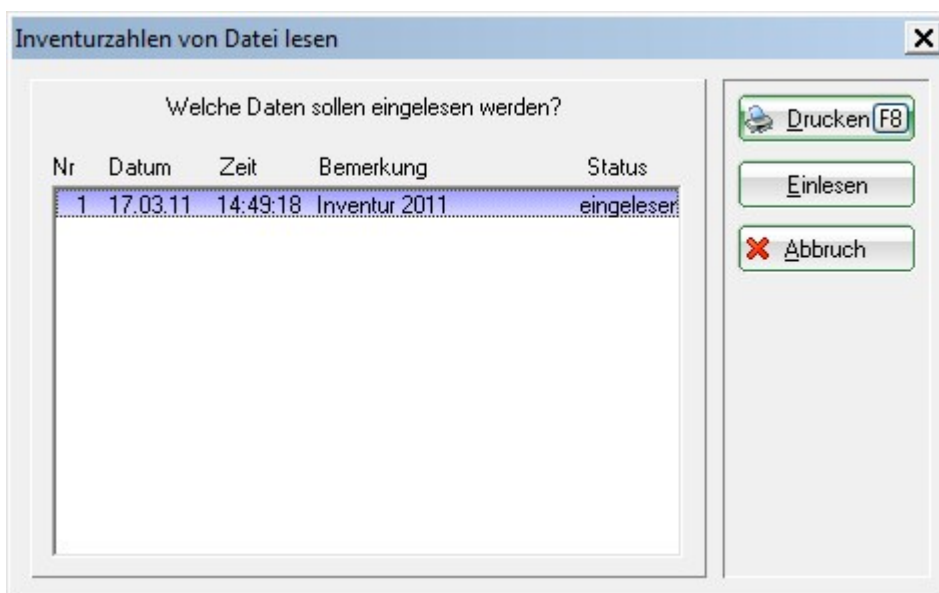 Inventurzahlen von Datei lesen
Welche Daten sollen eingelesen werden?
Nr Datum Zeit Bemerkung Status
1 17.03.11 14:49:18 Inventur 2011 eingeleser
Drucken F8
Einlesen
Abbruch